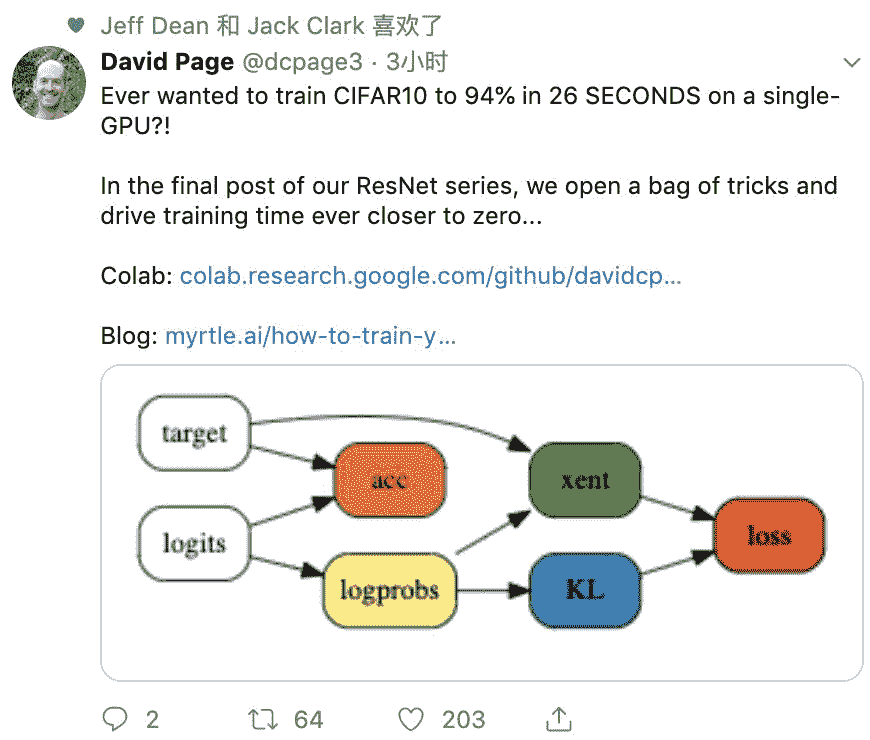 Jeff Dean 和 Jack Clark 喜欢了
David Page @dcpage3 · 3小时
Ever wanted to train CIFAR10 to 94% in 26 SECONDS on a single-
GPU?!
In the final post of our ResNet series, we open a bag of tricks and
drive training time ever closer to zero...
Colab: colab.research.google.com/github/davidcp...
Blog: myrtle.ai/how-to-train-y...
target
acc
xent
logits
loss
logprobs
KL
2 64 203